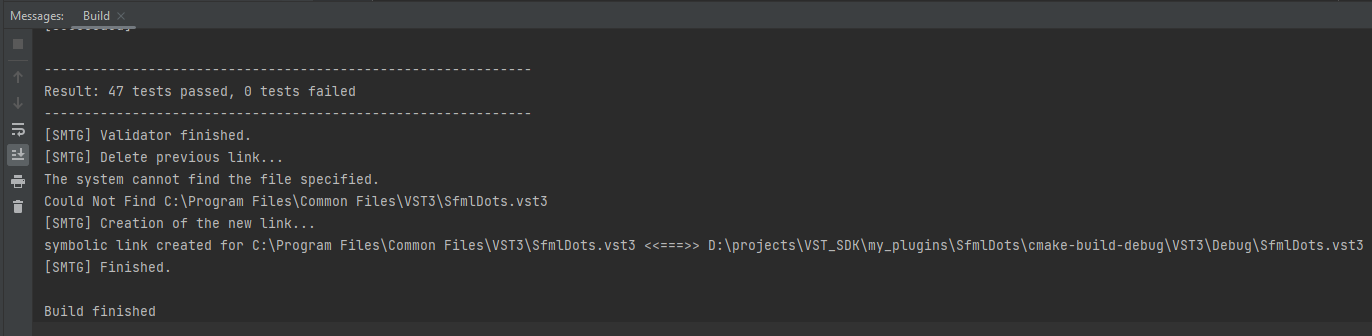 Messages: Build ×
------------------------------------------------------------- 
Result: 47 tests passed, 0 tests failed
-------------------------------------------------------------
[SMTG] Validator finished.
[SMTG] Delete previous link...
The system cannot find the file specified.
Could Not Find C:\Program Files\Common Files\VST3\SfmlDots.vst3
[SMTG] Creation of the new link...
symbolic link created for C:\Program Files\Common Files\VST3\SfmlDots.vst3 <<===>> D:\projects\VST_SDK\my_plugins\SfmlDots\cmake-build-debug\VST3\Debug\SfmlDots.vst3
[SMTG] Finished.
Build finished